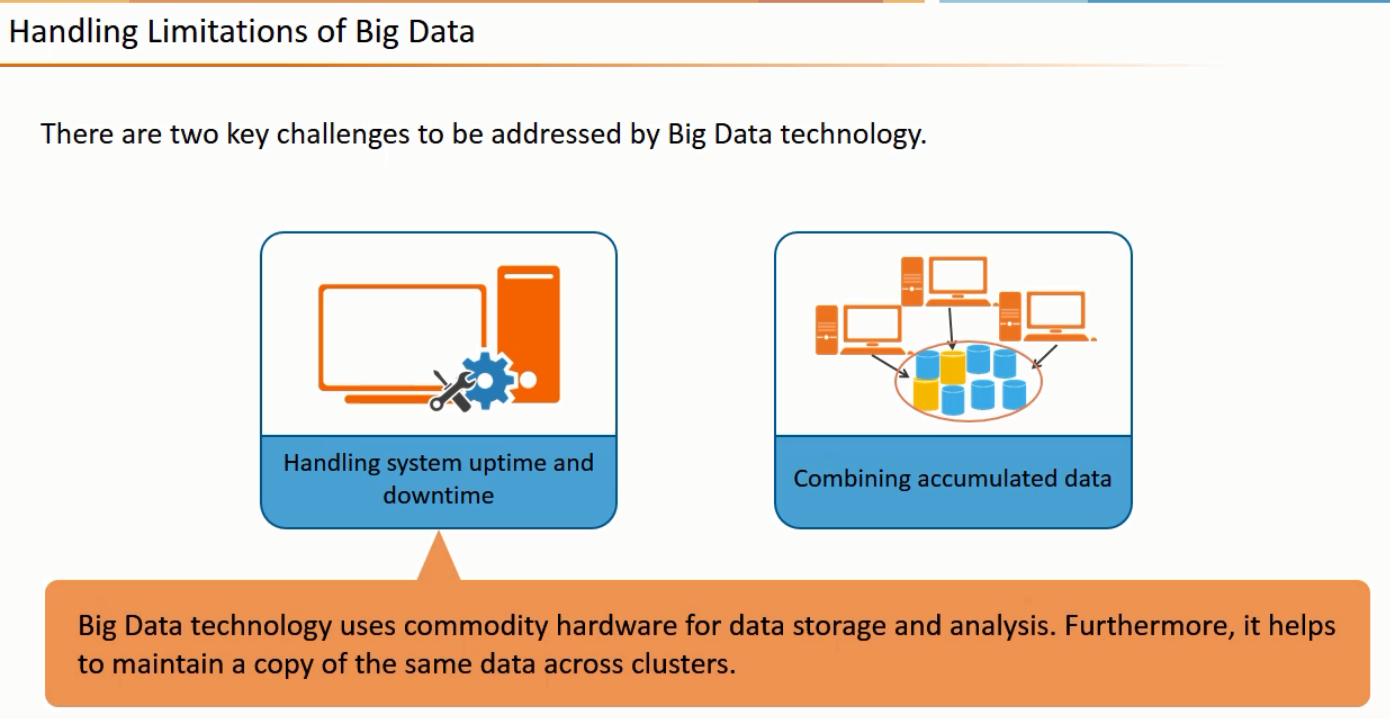 Handling Limitations of Big Data
There are two key challenges to be addressed by Big Data technology.
Handling system uptime and
downtime
Combining accumulated data
Big Data technology uses commodity hardware for data storage and analysis. Furthermore, it helps
to maintain a copy of the same data across clusters.